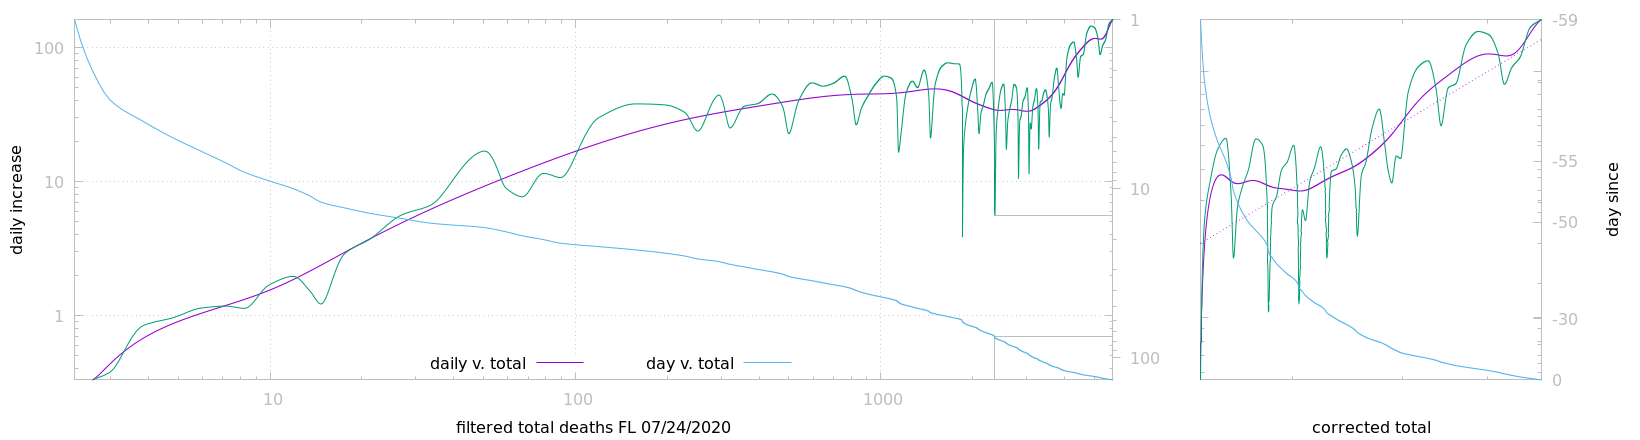 daily increase
100
10
1
daily v. total
day v. total
10
100
1000
filtered total deaths FL 07/24/2020
1
10
100
-59
-55
-50
-30
0
day since
corrected total